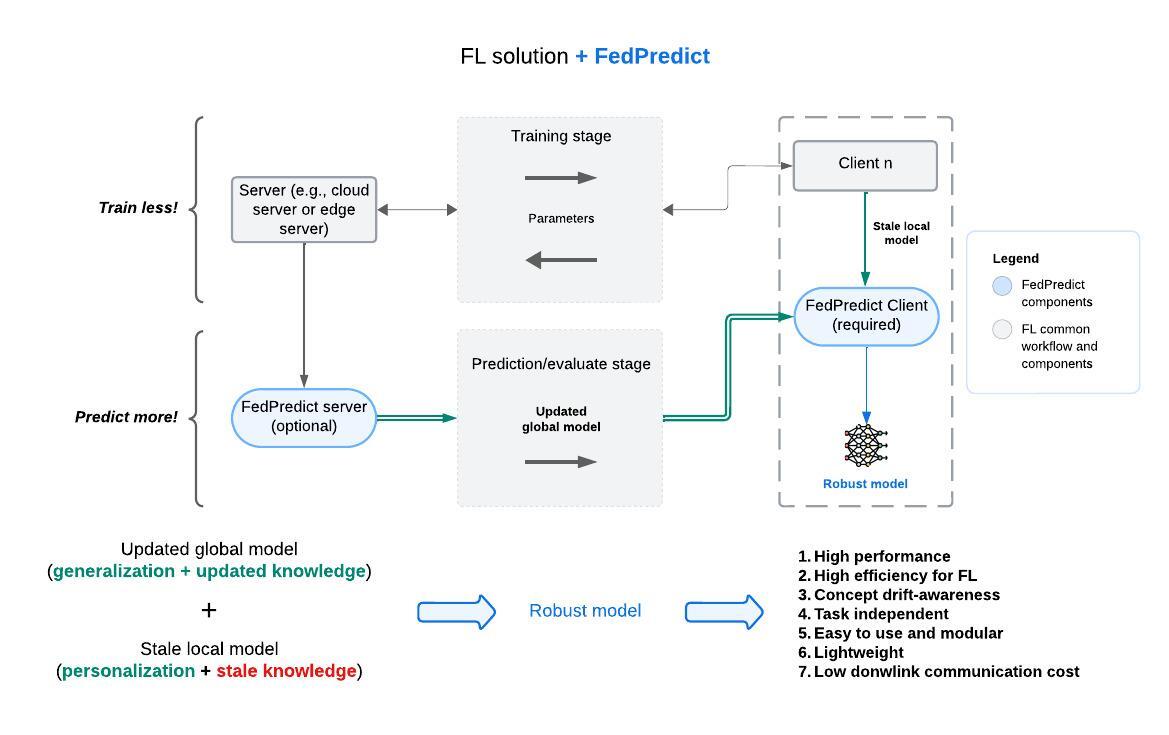 FL solution + FedPredict
Train less!
Server (e.g., cloud
server or edge
server)
Training stage
Parameters
Client n
Stale local
model
Legend
FedPredict
components
FL common
workflow and
components
FedPredict Client
(required)
Predict more!
FedPredict server
(optional)
Prediction/evaluate stage
Updated
global model
Robust model
Updated global model
(generalization + updated knowledge)
+
Stale local model
(personalization + stale knowledge)
Robust model
1. High performance
2. High efficiency for FL
3. Concept drift-awareness
4. Task independent
5. Easy to use and modular
6. Lightweight
7. Low donwlink communication cost